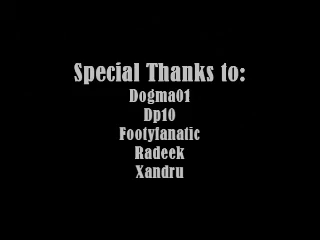 Special Thanks to:
Dogma01
Dp10
Footyfanatic
Radeek
Xandru